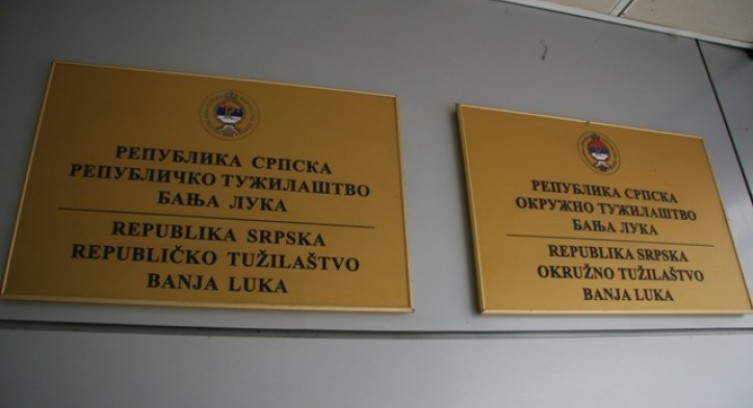 РЕПУБЛИКА СРПСКА
РЕПУБЛИЧКО ТУЖИЛАШТВО
БАЊА ЛУКА
REPUBLIKA SRPSKA
REPUBLIČKO TUŽILAŠTVO
BANJA LUKA
РЕПУБЛИКА СРПСКА
ОКРУЖНО ТУЖИЛАШТВО
БАЊА ЛУКА
REPUBLIKA SRPSKA
OKRUŽNO TUŽILAŠTVO
BANJA LUKA